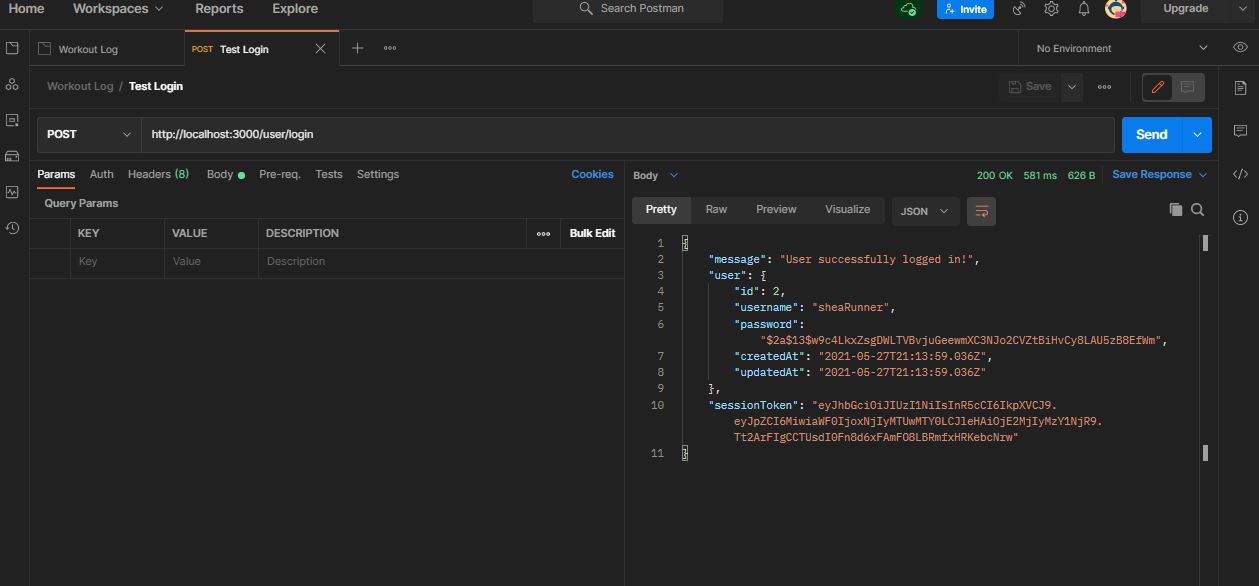 Home Workspaces Reports Explore Search Postman Invite Upgrade
Workout Log POST Test Login No Environment
Workout Log / Test Login Save
POST http://localhost:3000/user/login Send
Params Auth Headers (8) Body Pre-req. Tests Settings Cookies Body 200 OK 581 ms 626 B Save Response
Query Params Pretty Raw Preview Visualize JSON
KEY VALUE DESCRIPTION Bulk Edit
Key Value Description
1 {
2 "message": "User successfully logged in!",
3 "user": {
4 "id": 2,
5 "username": "sheaRunner",
6 "password":
"$2a$13$w9c4LkxZsgDWLTVBvjuGeewmXC3NJo2CVZtBiHvCy8LAU5zB8EfWm",
7 "createdAt": "2021-05-27T21:13:59.036Z",
8 "updatedAt": "2021-05-27T21:13:59.036Z"
9 },
10 "sessionToken": "eyJhbGciOiJIUzI1NiIsInR5cCI6IkpXVCJ9.
eyJpZCI6MiwiaWF0IjoxNjIyMTUwMTY0LCJleHAiOjE2MjIyMzY1NjR9.
Tt2ArFIgCCTUsdI0Fn8d6xFAmFO8LBRmfxHRKebcNrw"
11 }